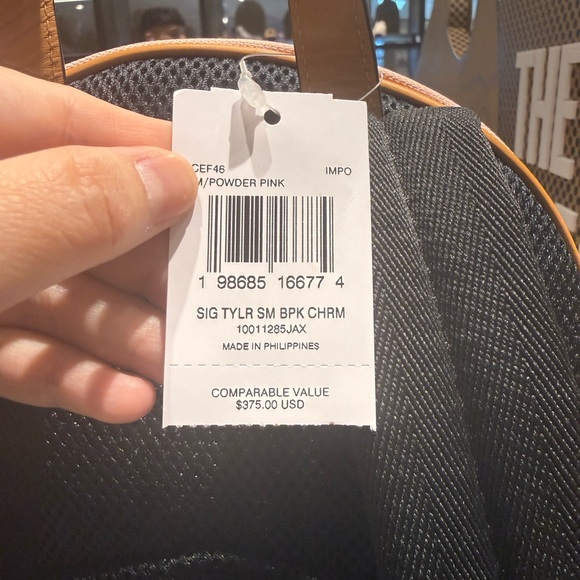 CEF46 IMPO
M/POWDER PINK
1 98685 16677 4
SIG TYLR SM BPK CHRM
10011285JAX
MADE IN PHILIPPINES
COMPARABLE VALUE
$375.00 USD
THE